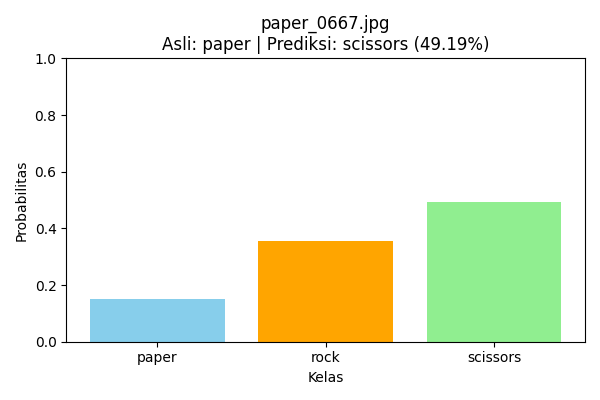 paper_0667.jpg
Asli: paper | Prediksi: scissors (49.19%)
1.0
0.8
0.6
0.4
0.2
0.0
Probabilitas
paper rock scissors
Kelas